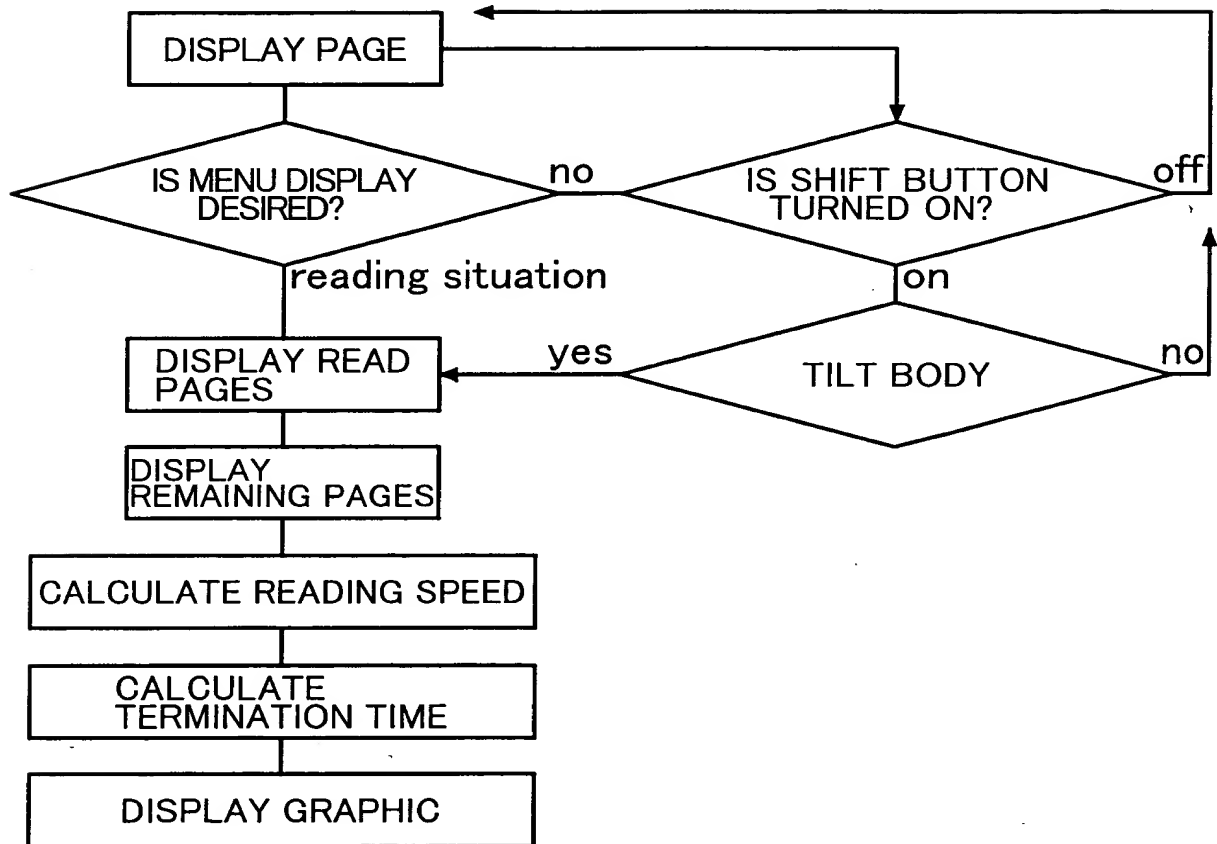 DISPLAY PAGE
IS MENU DISPLAY
DESIRED?
no
IS SHIFT BUTTON
TURNED ON?
off
reading situation
on
DISPLAY READ
PAGES
yes
TILT BODY
no
DISPLAY
REMAINING PAGES
CALCULATE READING SPEED
CALCULATE
TERMINATION TIME
DISPLAY GRAPHIC